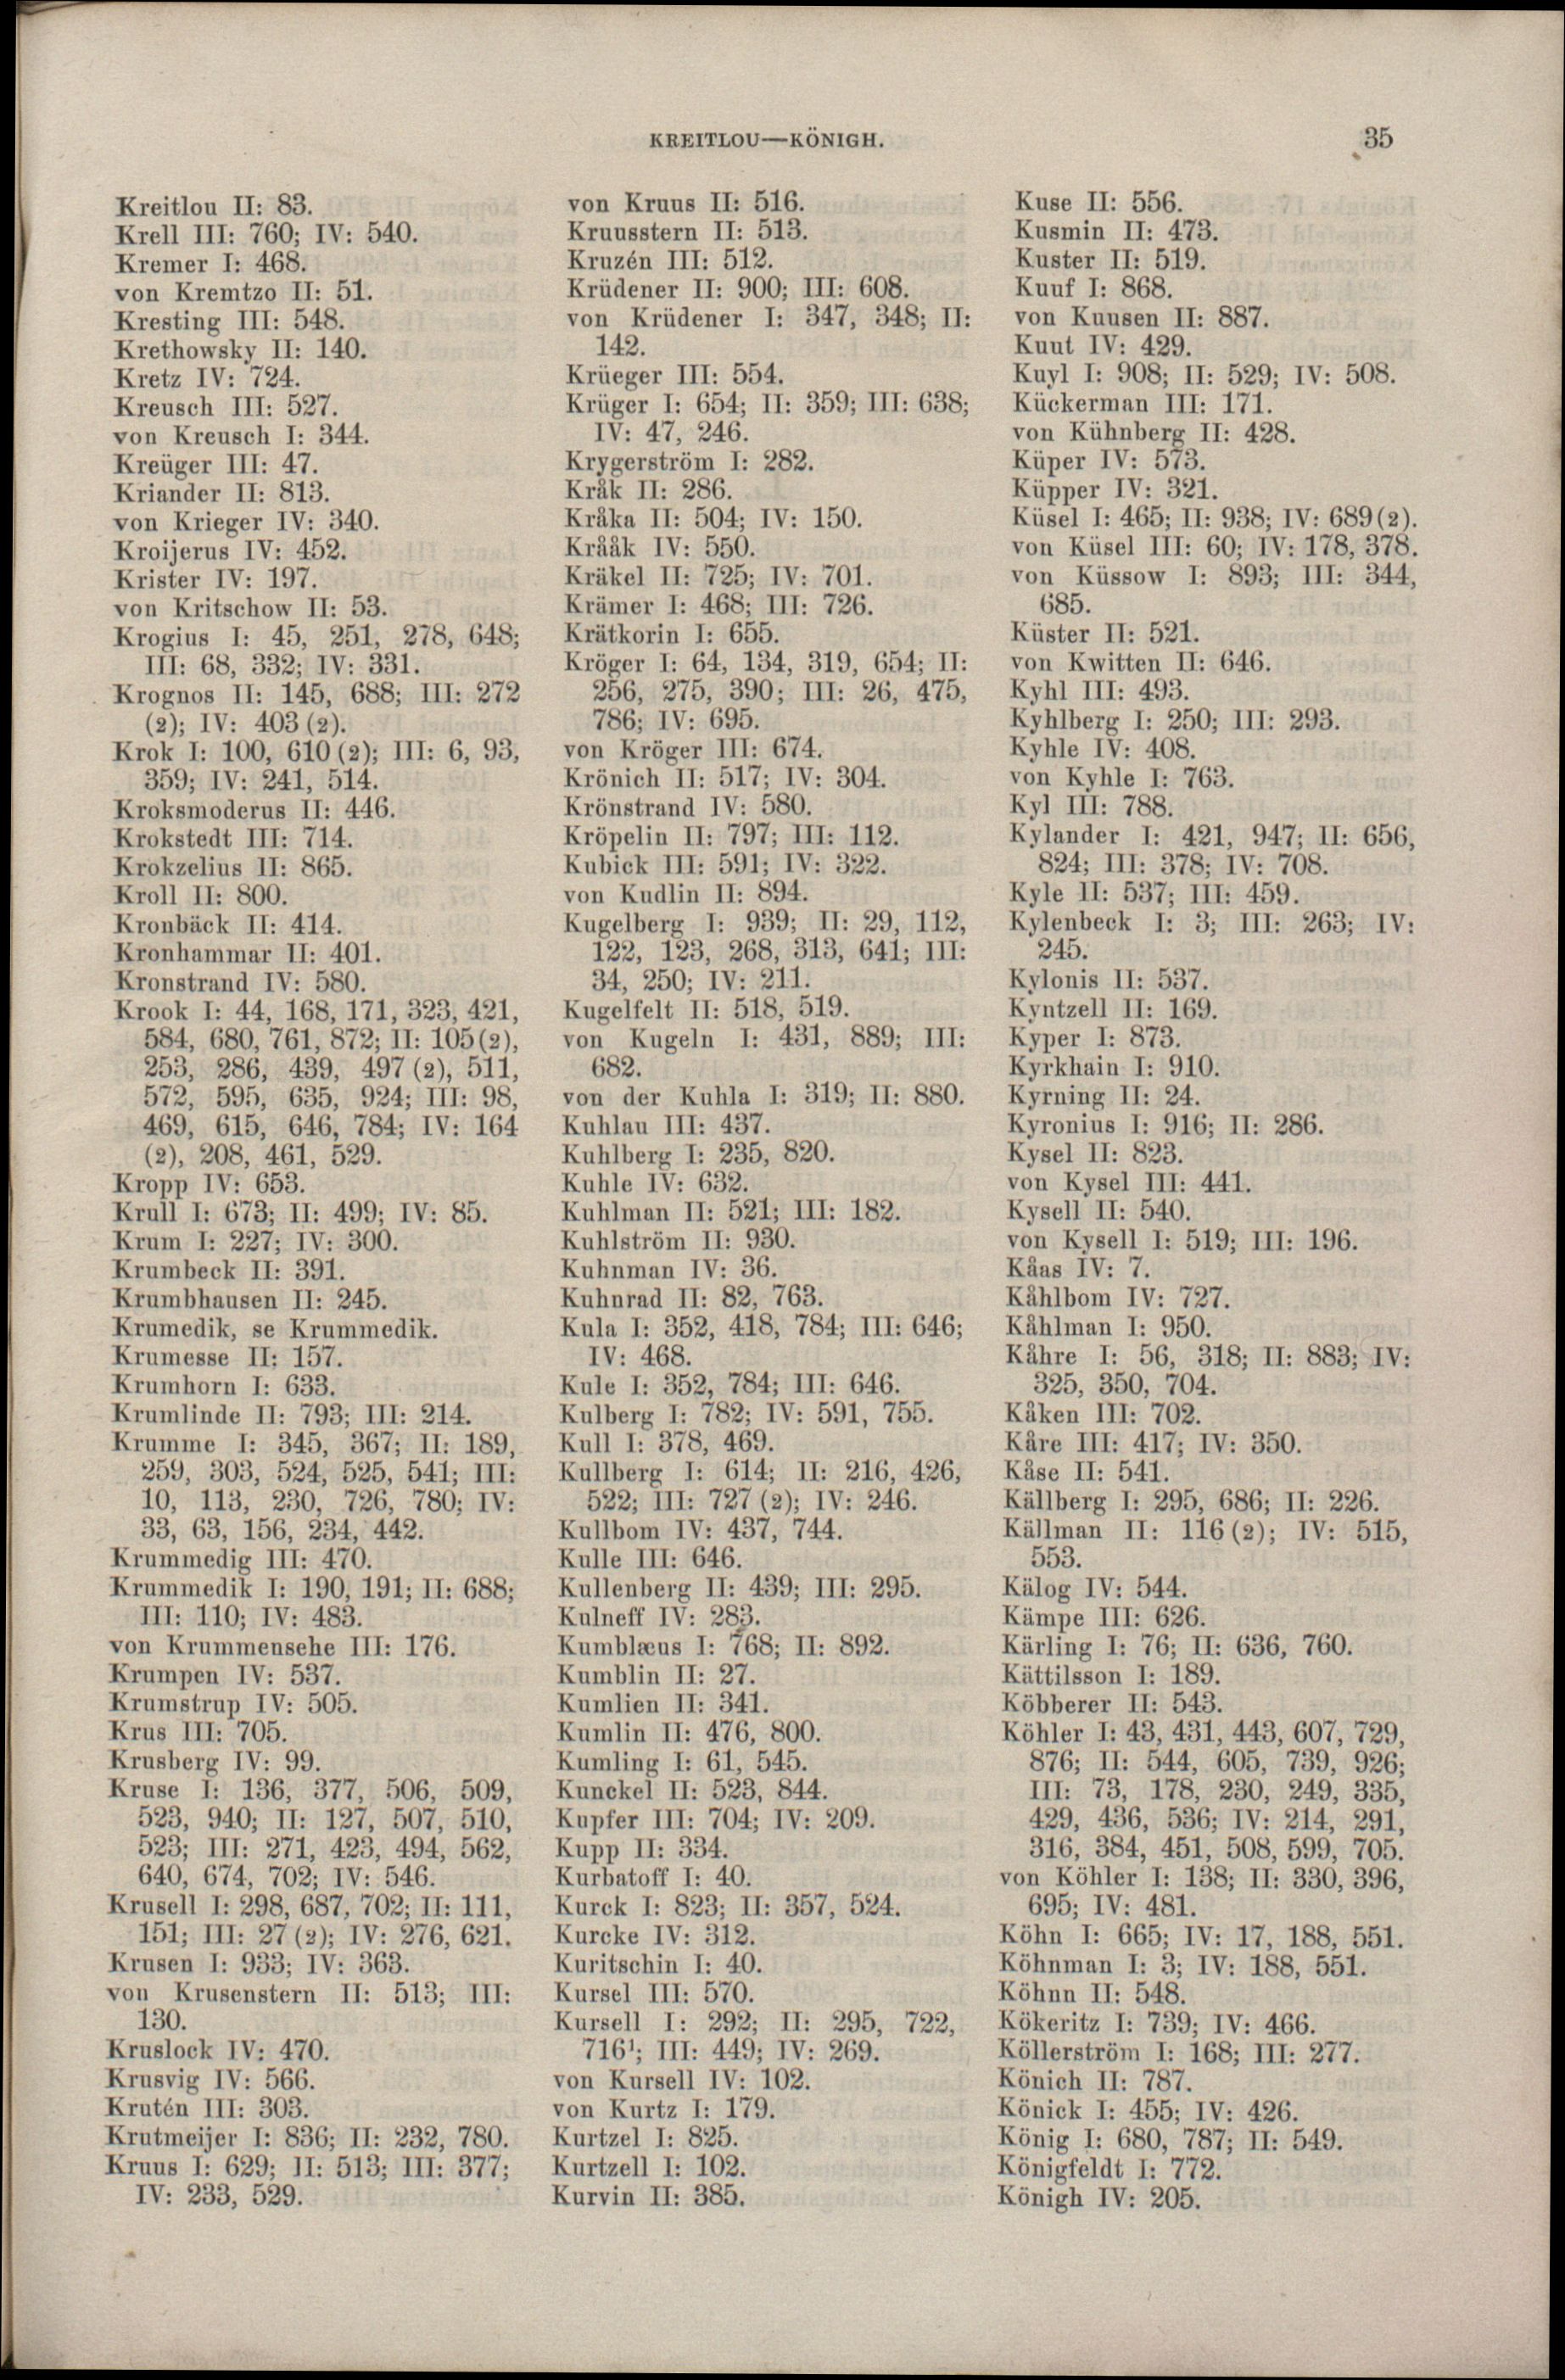 KREITLOU—KÖNIGH.
35
Kreitlou II: 83.
Krell III: 760; IV: 540.
Kremer I: 468.
von Kremtzo II: 51.
Kresting III: 548.
Krethowsky II: 140.
Kretz IV: 724.
Kreusch III: 527.
von Kreusch I: 344.
Kreüger III: 47.
Kriander II: 813.
von Krieger IV: 340.
Kroijerus IV: 452.
Krister IV: 197.
von Kritschow II: 53.
Krogius I: 45, 251, 278, 648;
III: 68, 332; IV: 331.
Krognos II: 145, 688; III: 272
(2); IV: 403 (2).
Krok I: 100, 610 (2); III: 6, 93,
359; IV: 241, 514.
Kroksmoderus II: 446.
Krokstedt III: 714.
Krokzelius II: 865.
Kroll II: 800.
Kronbäck II: 414.
Kronhammar II: 401.
Kronstrand IV: 580.
Krook I: 44, 168, 171, 323, 421,
584, 680, 761, 872; II: 105 (2),
253, 286, 439, 497 (2), 511,
572, 595, 635, 924; III: 98,
469, 615, 646, 784; IV: 164
(2), 208, 461, 529.
Kropp IV: 653.
Krull I: 673; II: 499; IV: 85.
Krum I: 227; IV: 300.
Krumbeck II: 391.
Krumbhausen II: 245.
Krumedik, se Krummedik.
Krumesse II: 157.
Krumhorn I: 633.
Krumlinde II: 793; III: 214.
Krumme I: 345, 367; II: 189,
259, 303, 524, 525, 541; III:
10, 113, 230, 726, 780; IV:
33, 63, 156, 234, 442.
Krummedig III: 470.
Krummedik I: 190, 191; II: 688;
III: 110; IV: 483.
von Krummensehe III: 176.
Krumpen IV: 537.
Krumstrup IV: 505.
Krus III: 705.
Krusberg IV: 99.
Kruse I: 136, 377, 506, 509,
523, 940; II: 127, 507, 510,
523; III: 271, 423, 494, 562,
640, 674, 702; IV: 546.
Krusell I: 298, 687, 702; II: 111,
151; III: 27 (2); IV: 276, 621.
Krusen I: 933; IV: 363.
von Krusenstern II: 513; III:
130.
Kruslock IV: 470.
Krusvig IV: 566.
Krutén III: 303.
Krutmeijer I: 836; II: 232, 780.
Kruus I: 629; II: 513; III: 377;
IV: 233, 529.
von Kruus II: 516.
Kruusstern II: 513.
Kruzén III: 512.
Krüdener II: 900; III: 608.
von Krüdener I: 347, 348; II:
142.
Krüeger III: 554.
Krüger I: 654; II: 359; III: 638;
IV: 47, 246.
Krygerström I: 282.
Kråk II: 286.
Kråka II: 504; IV: 150.
Krååk IV: 550.
Kräkel II: 725; IV: 701.
Krämer I: 468; III: 726.
Krätkorin I: 655.
Kröger I: 64, 134, 319, 654; II:
256, 275, 390; III: 26, 475,
786; IV: 695.
von Kröger III: 674.
Krönich II: 517; IV: 304.
Krönstrand IV: 580.
Kröpelin II: 797; III: 112.
Kubick III: 591; IV: 322.
von Kudlin II: 894.
Kugelberg I: 939; II: 29, 112,
122, 123, 268, 313, 641; III:
34, 250; IV: 211.
Kugelfelt II: 518, 519.
von Kugeln I: 431, 889; III:
682.
von der Kuhla I: 319; II: 880.
Kuhlau III: 437.
Kuhlberg I: 235, 820.
Kuhle IV: 632.
Kuhlman II: 521; III: 182.
Kuhlström II: 930.
Kuhnman IV: 36.
Kuhnrad II: 82, 763.
Kula I: 352, 418, 784; III: 646;
IV: 468.
Kule I: 352, 784; III: 646.
Kulberg I: 782; IV: 591, 755.
Kull I: 378, 469.
Kullberg I: 614; II: 216, 426,
522; III: 727 (2); IV: 246.
Kullbom IV: 437, 744.
Kulle III: 646.
Kullenberg II: 439; III: 295.
Kulneff IV: 283.
Kumblæus I: 768; II: 892.
Kumblin II: 27.
Kumlien II: 341.
Kumlin II: 476, 800.
Kumling I: 61, 545.
Kunckel II: 523, 844.
Kupfer III: 704; IV: 209.
Kupp II: 334.
Kurbatoff I: 40.
Kurck I: 823; II: 357, 524.
Kurcke IV: 312.
Kuritschin I: 40.
Kursel III: 570.
Kursell I: 292; II: 295, 722,
716¹; III: 449; IV: 269.
von Kursell IV: 102.
von Kurtz I: 179.
Kurtzel I: 825.
Kurtzell I: 102.
Kurvin II: 385.
Kuse II: 556.
Kusmin II: 473.
Kuster II: 519.
Kuuf I: 868.
von Kuusen II: 887.
Kuut IV: 429.
Kuyl I: 908; II: 529; IV: 508.
Kückerman III: 171.
von Kühnberg II: 428.
Küper IV: 573.
Küpper IV: 321.
Küsel I: 465; II: 938; IV: 689 (2).
von Küsel III: 60; IV: 178, 378.
von Küssow I: 893; III: 344,
685.
Küster II: 521.
von Kwitten II: 646.
Kyhl III: 493.
Kyhlberg I: 250; III: 293.
Kyhle IV: 408.
von Kyhle I: 763.
Kyl III: 788.
Kylander I: 421, 947; II: 656,
824; III: 378; IV: 708.
Kyle II: 537; III: 459.
Kylenbeck I: 3; III: 263; IV:
245.
Kylonis II: 537.
Kyntzell II: 169.
Kyper I: 873.
Kyrkhain I: 910.
Kyrning II: 24.
Kyronius I: 916; II: 286.
Kysel II: 823.
von Kysel III: 441.
Kysell II: 540.
von Kysell I: 519; III: 196.
Kåas IV: 7.
Kåhlbom IV: 727.
Kåhlman I: 950.
Kåhre I: 56, 318; II: 883; IV:
325, 350, 704.
Kåken III: 702.
Kåre III: 417; IV: 350.
Kåse II: 541.
Källberg I: 295, 686; II: 226.
Källman II: 116 (2); IV: 515,
553.
Kälog IV: 544.
Kämpe III: 626.
Kärling I: 76; II: 636, 760.
Kättilsson I: 189.
Köbberer II: 543.
Köhler I: 43, 431, 443, 607, 729,
876; II: 544, 605, 739, 926;
III: 73, 178, 230, 249, 335,
429, 436, 536; IV: 214, 291,
316, 384, 451, 508, 599, 705.
von Köhler I: 138; II: 330, 396,
695; IV: 481.
Köhn I: 665; IV: 17, 188, 551.
Köhnman I: 3; IV: 188, 551.
Köhnn II: 548.
Kökeritz I: 739; IV: 466.
Köllerström I: 168; III: 277.
Könich II: 787.
Könick I: 455; IV: 426.
König I: 680, 787; II: 549.
Königfeldt I: 772.
Königh IV: 205.